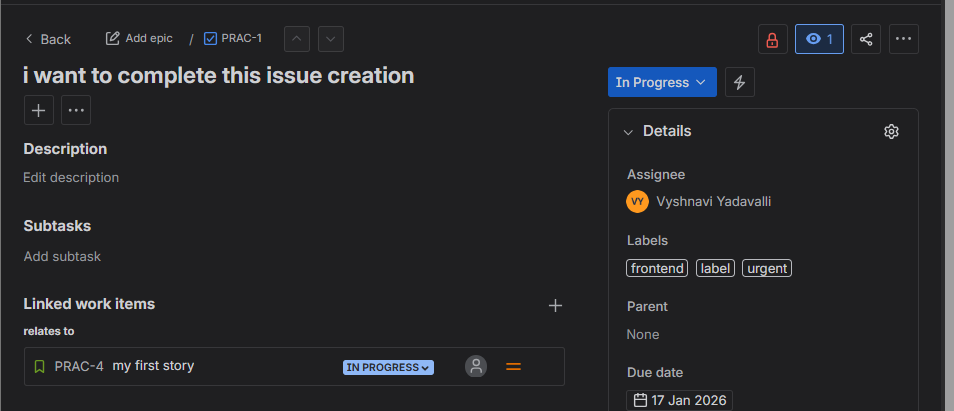 Back
Add epic / PRAC-1
1
i want to complete this issue creation
In Progress
Description
Edit description
Subtasks
Add subtask
Linked work items
relates to
PRAC-4 my first story IN PROGRESS
Details
Assignee
VY Vyshnavi Yadavalli
Labels
frontend label urgent
Parent
None
Due date
17 Jan 2026